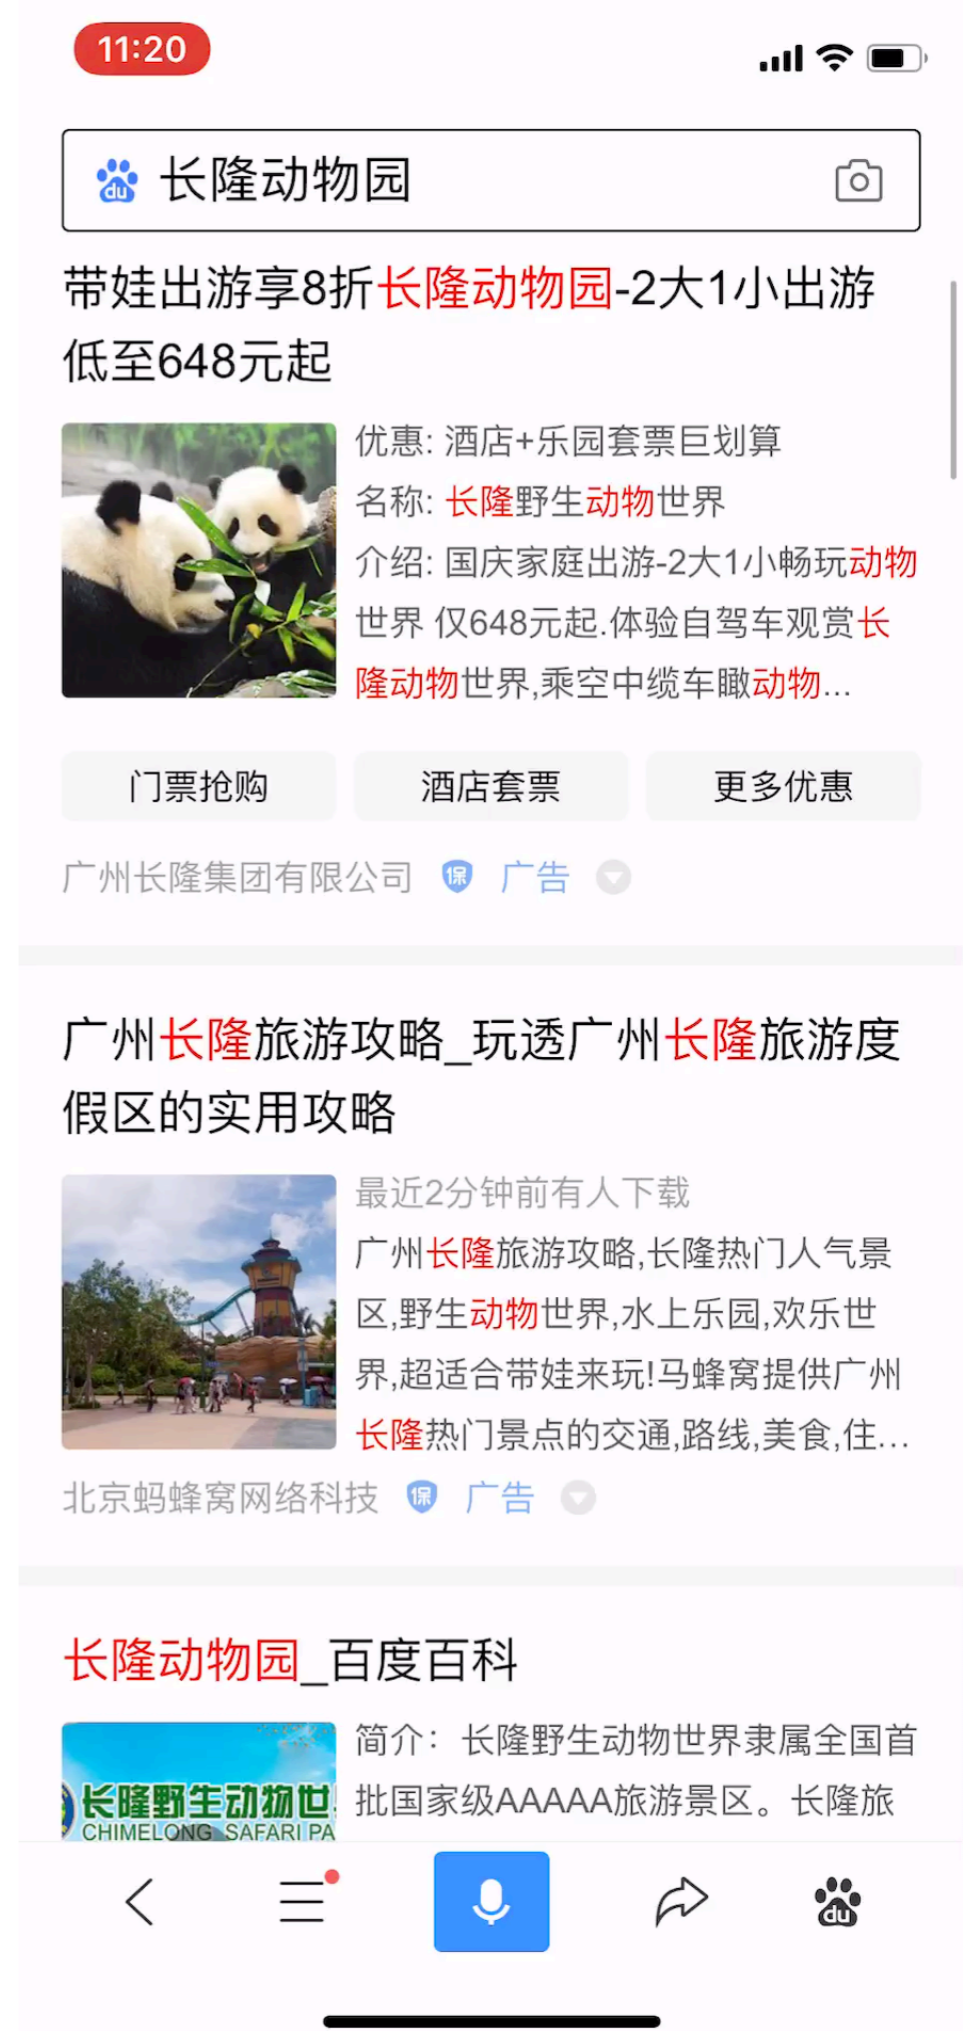 11:20
du 长隆动物园
带娃出游享8折长隆动物园-2大1小出游
低至648元起
优惠: 酒店+乐园套票巨划算
名称: 长隆野生动物世界
介绍: 国庆家庭出游-2大1小畅玩动物
世界 仅648元起.体验自驾车观赏长
隆动物世界,乘空中缆车瞰动物...
门票抢购 酒店套票 更多优惠
广州长隆集团有限公司 保 广告
广州长隆旅游攻略_玩透广州长隆旅游度
假区的实用攻略
最近2分钟前有人下载
广州长隆旅游攻略,长隆热门人气景
区,野生动物世界,水上乐园,欢乐世
界,超适合带娃来玩!马蜂窝提供广州
长隆热门景点的交通,路线,美食,住...
北京蚂蜂窝网络科技 保 广告
长隆动物园_百度百科
简介：长隆野生动物世界隶属全国首
批国家级AAAAA旅游景区。长隆旅
长隆野生动物世
CHIMELONG SAFARI PA
du